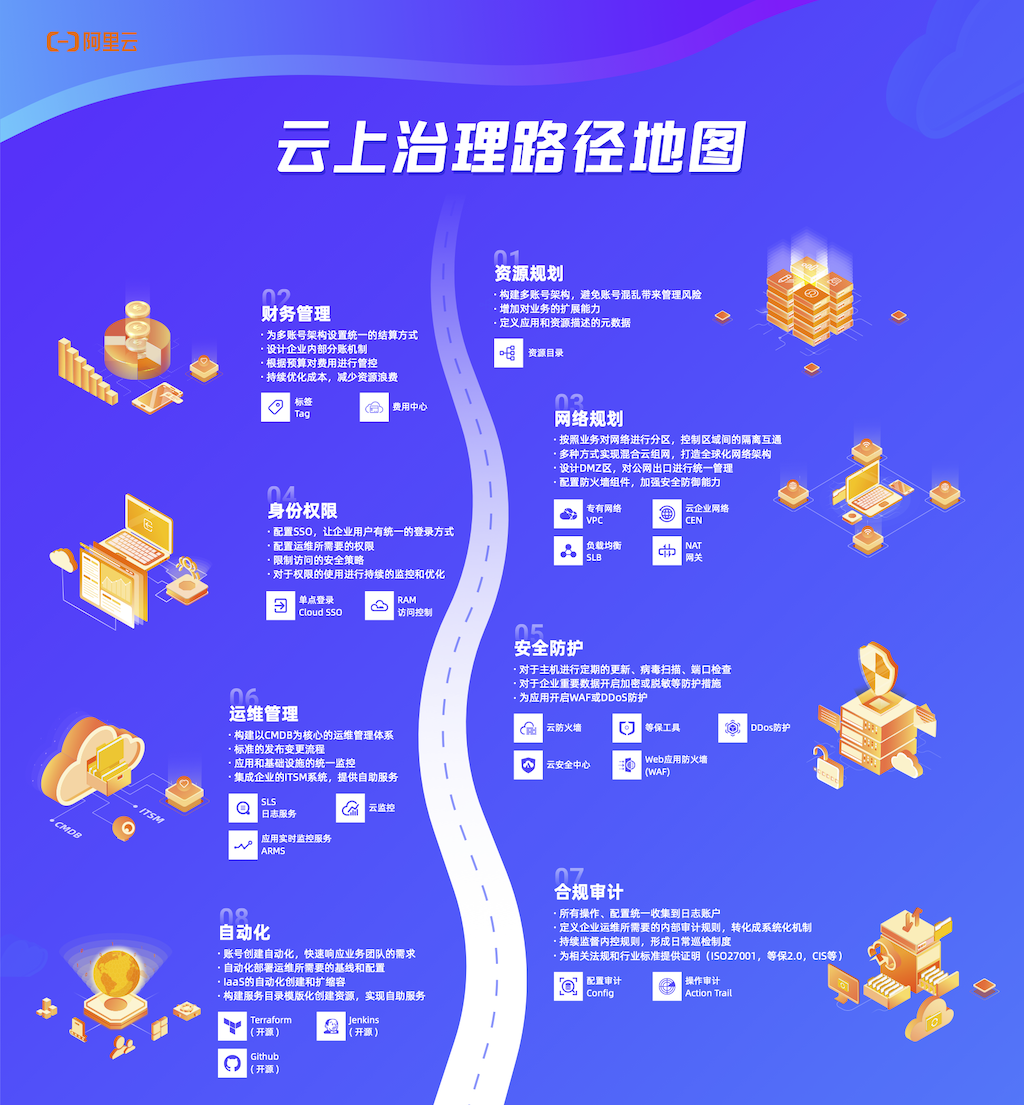 阿里云
云上治理路径地图
01
资源规划
· 构建多账号架构，避免账号混乱带来管理风险
· 增加对业务的扩展能力
· 定义应用和资源描述的元数据
资源目录
02
财务管理
· 为多账号架构设置统一的结算方式
· 设计企业内部分账机制
· 根据预算对费用进行管控
· 持续优化成本，减少资源浪费
标签
Tag
费用中心
03
网络规划
· 按照业务对网络进行分区，控制区域间的隔离互通
· 多种方式实现混合云组网，打造全球化网络架构
· 设计DMZ区，对公网出口进行统一管理
· 配置防火墙组件，加强安全防御能力
专有网络
VPC
云企业网络
CEN
负载均衡
SLB
NAT
网关
04
身份权限
· 配置SSO，让企业用户有统一的登录方式
· 配置运维所需要的权限
· 限制访问的安全策略
· 对于权限的使用进行持续的监控和优化
单点登录
Cloud SSO
RAM
访问控制
05
安全防护
· 对于主机进行定期的更新、病毒扫描、端口检查
· 对于企业重要数据开启加密或脱敏等防护措施
· 为应用开启WAF或DDoS防护
云防火墙
等保工具
DDos防护
云安全中心
Web应用防火墙
(WAF)
06
运维管理
· 构建以CMDB为核心的运维管理体系
· 标准的发布变更流程
· 应用和基础设施的统一监控
· 集成企业的ITSM系统，提供自助服务
SLS
日志服务
云监控
应用实时监控服务
ARMS
CMDB
ITSM
07
合规审计
· 所有操作、配置统一收集到日志账户
· 定义企业运维所需要的内部审计规则，转化成系统化机制
· 持续监督内控规则，形成日常巡检制度
· 为相关法规和行业标准提供证明（ISO27001，等保2.0，CIS等）
配置审计
Config
操作审计
Action Trail
08
自动化
· 账号创建自动化，快速响应业务团队的需求
· 自动化部署运维所需要的基线和配置
· IaaS的自动化创建和扩缩容
· 构建服务目录模版化创建资源，实现自助服务
Terraform
( 开源 )
Jenkins
( 开源 )
Github
( 开源 )